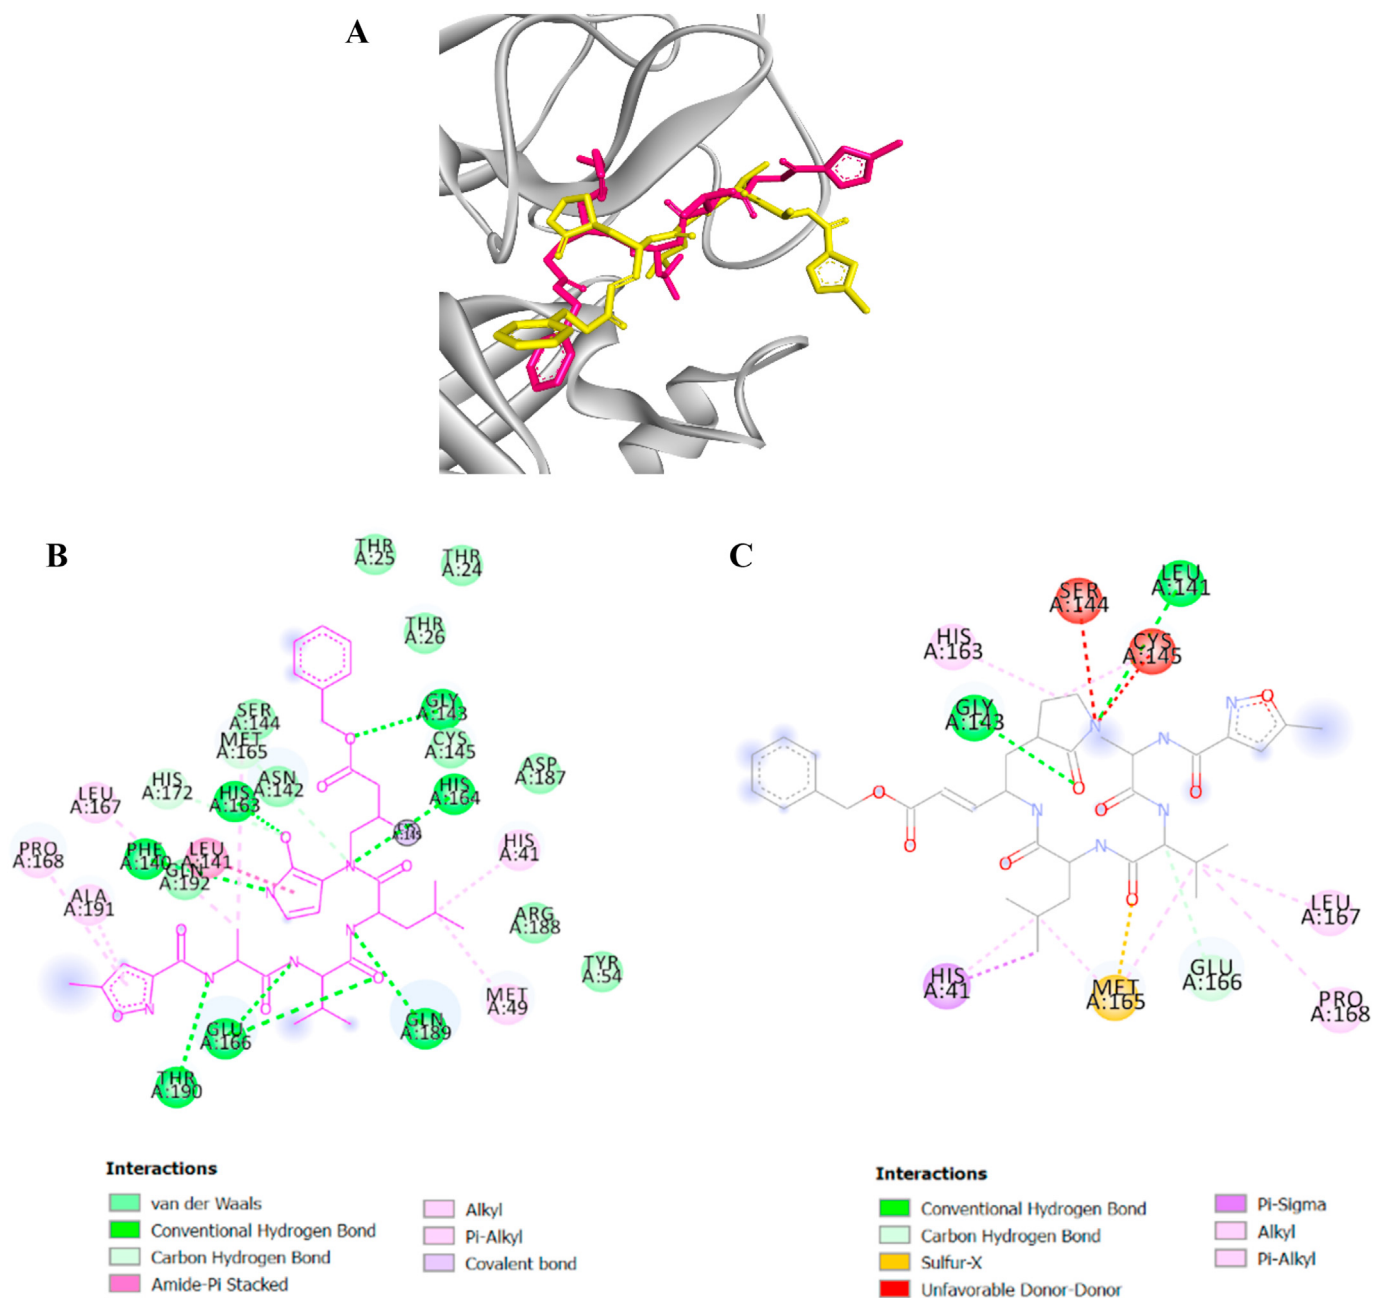 A
B
THR
A:25
THR
A:24
THR
A:26
GLY
A:143
SER
A:144
MET
A:165
CYS
A:145
ASP
A:187
HIS
A:172
HIS
A:163
ASN
A:142
HIS
A:164
LEU
A:167
CYS
A:145
HIS
A:41
PRO
A:168
PHE
A:140
LEU
A:141
GLN
A:192
ALA
A:191
ARG
A:188
TYR
A:54
MET
A:49
GLN
A:189
GLU
A:166
THR
A:190
O
O
O
N
N
O
N
O
O
N
O
N
O
N
O
N
Interactions
van der Waals
Conventional Hydrogen Bond
Carbon Hydrogen Bond
Amide-Pi Stacked
Alkyl
Pi-Alkyl
Covalent bond
C
SER
A:144
LEU
A:141
HIS
A:163
CYS
A:145
GLY
A:143
LEU
A:167
HIS
A:41
MET
A:165
GLU
A:166
PRO
A:168
N
O
N
N
O
O
O
O
O
N
N
O
N
O
Interactions
Conventional Hydrogen Bond
Carbon Hydrogen Bond
Sulfur-X
Unfavorable Donor-Donor
Pi-Sigma
Alkyl
Pi-Alkyl